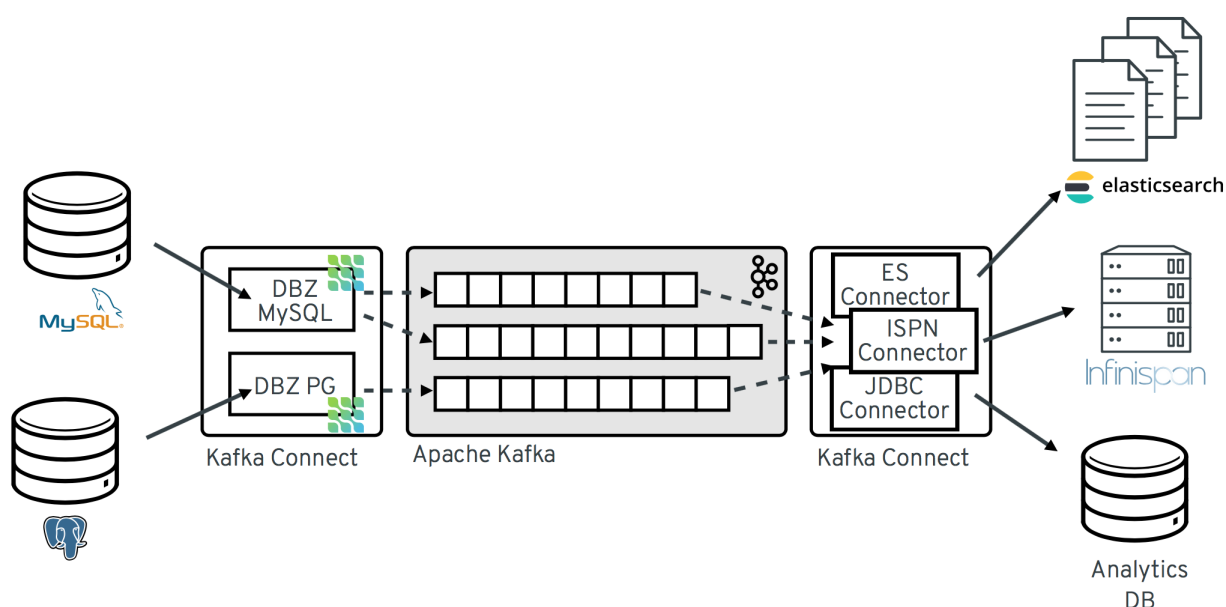 elasticsearch
MySQL®
DBZ
MySQL
DBZ PG
Kafka Connect
Apache Kafka
ES
Connector
ISPN
Connector
JDBC
Connector
Kafka Connect
Infinispan
Analytics
DB